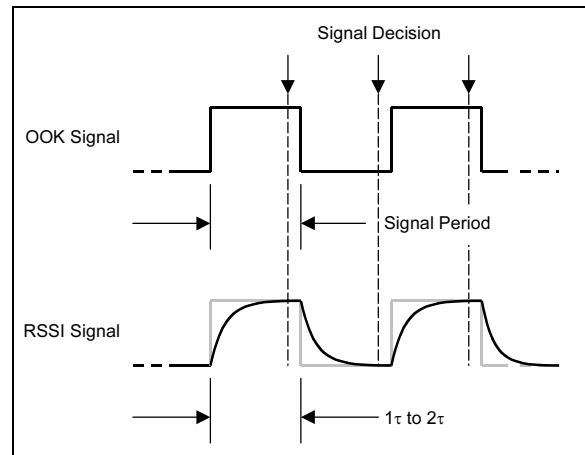 Signal Decision
OOK Signal
Signal Period
RSSI Signal
1τ to 2τ